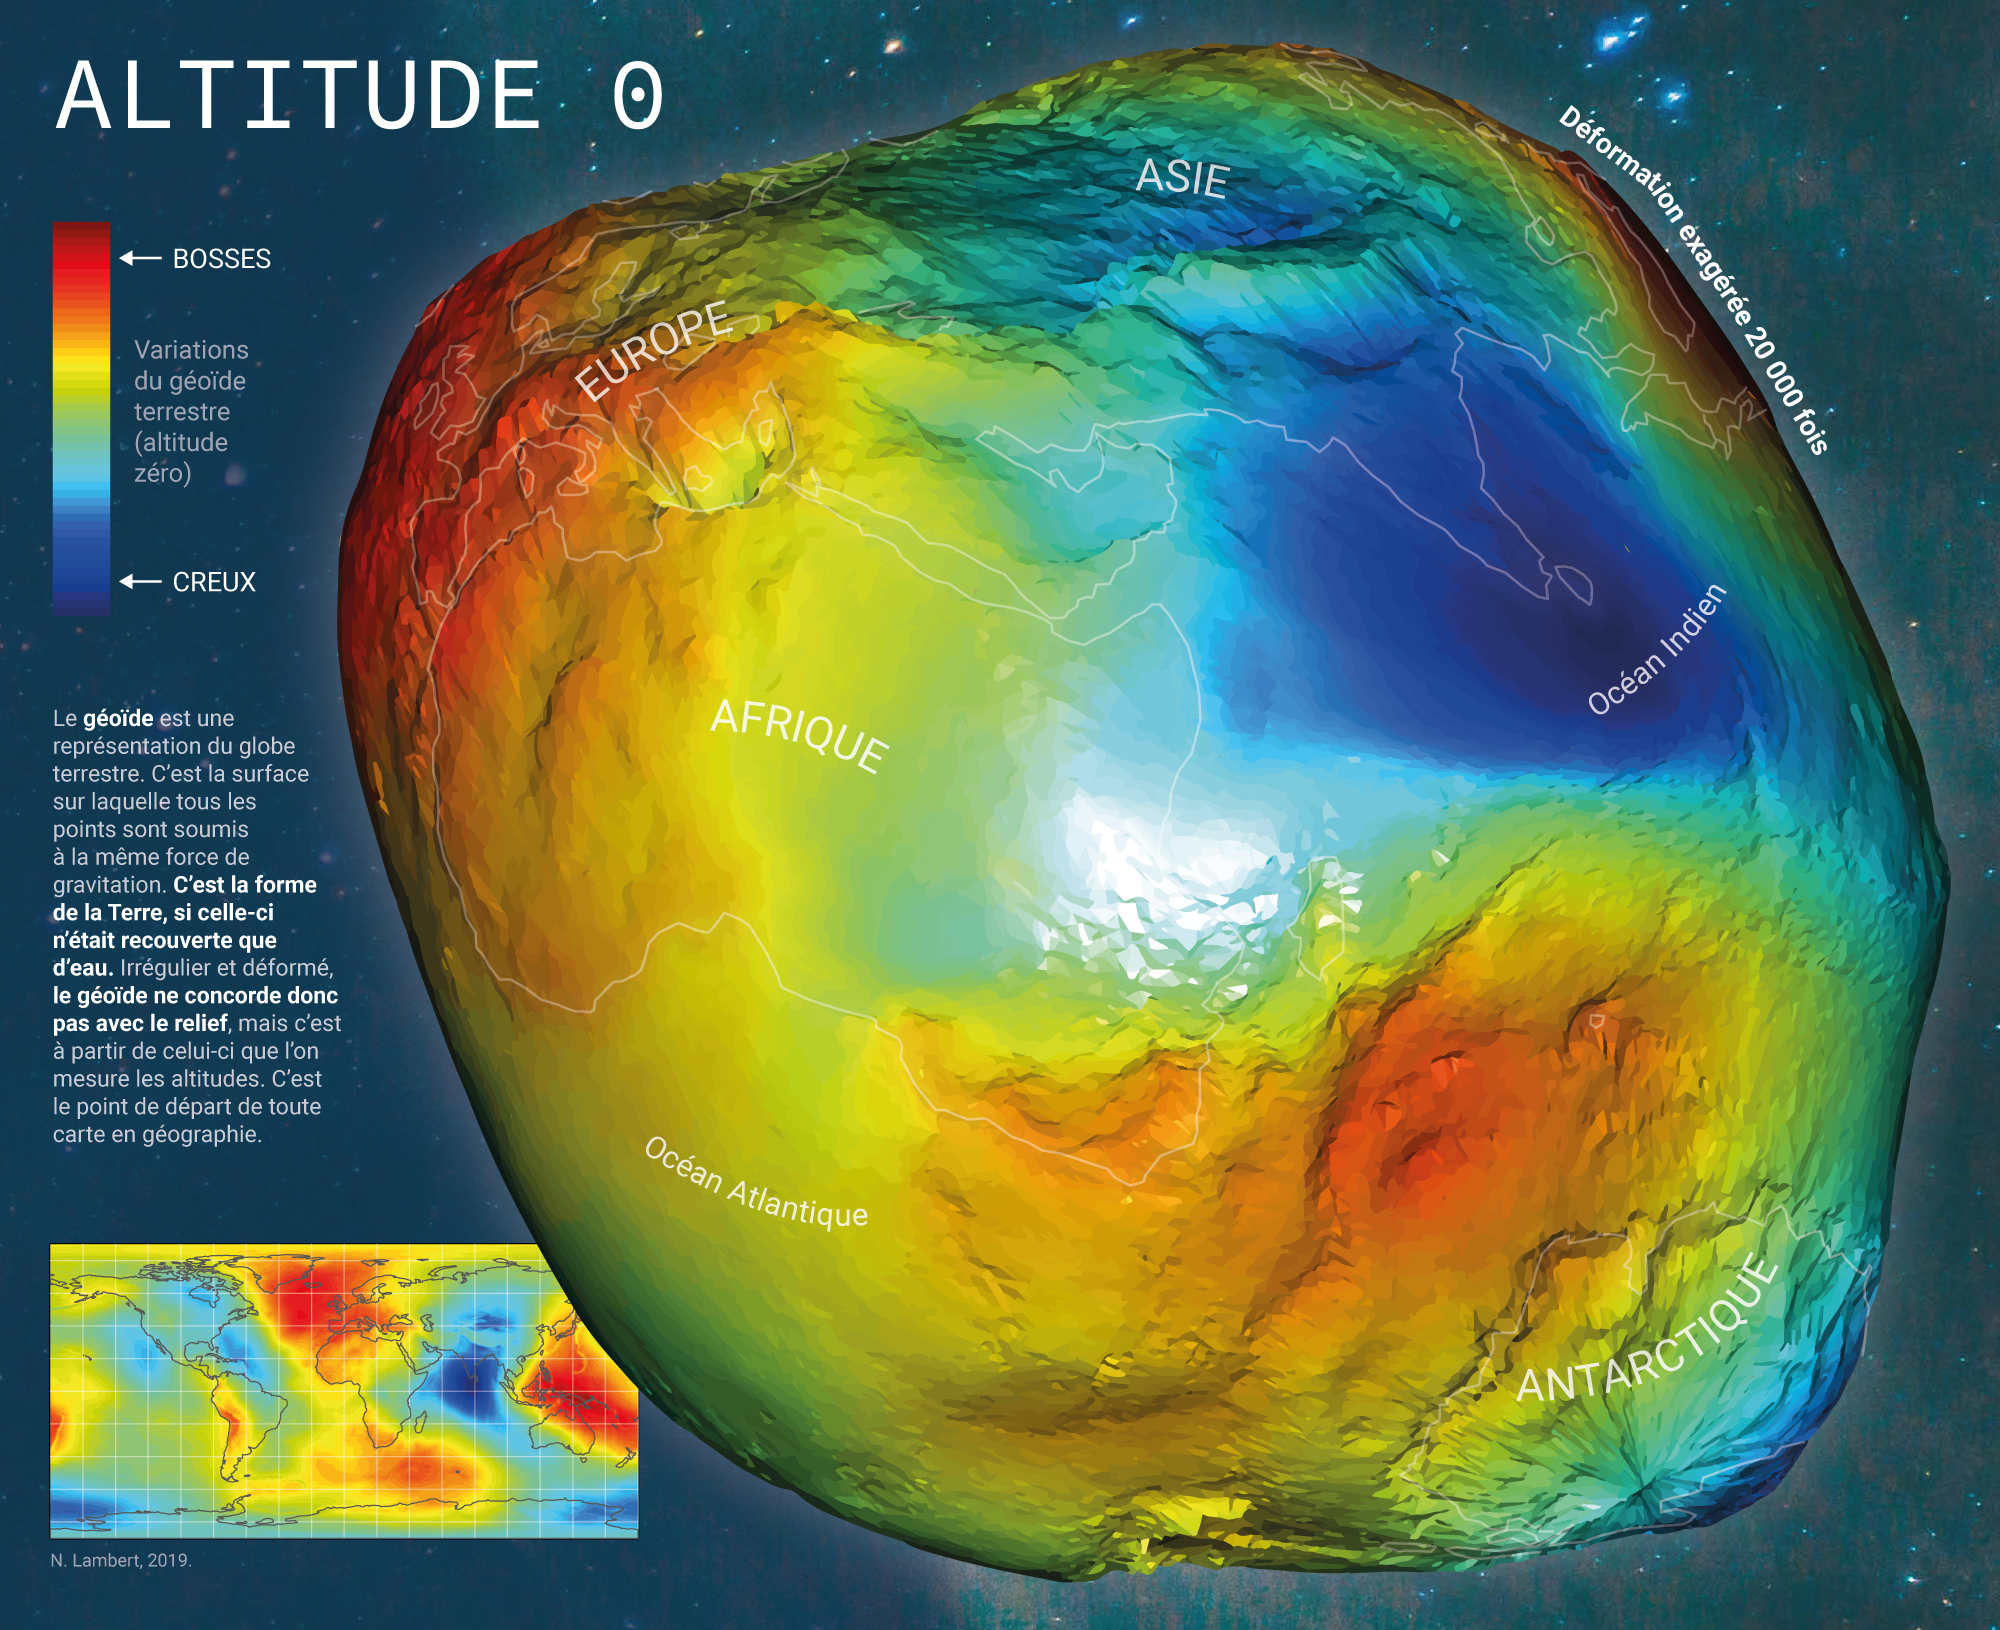 ALTITUDE 0
BOSSES
Variations
du géoïde
terrestre
(altitude
zéro)
CREUX
Le géoïde est une
représentation du globe
terrestre. C’est la surface
sur laquelle tous les
points sont soumis
à la même force de
gravitation. C’est la forme
de la Terre, si celle-ci
n’était recouverte que
d’eau. Irrégulier et déformé,
le géoïde ne concorde donc
pas avec le relief, mais c’est
à partir de celui-ci que l’on
mesure les altitudes. C’est
le point de départ de toute
carte en géographie.
N. Lambert, 2019.
ASIE
EUROPE
AFRIQUE
Océan Indien
Océan Atlantique
ANTARCTIQUE
Déformation exagérée 20 000 fois